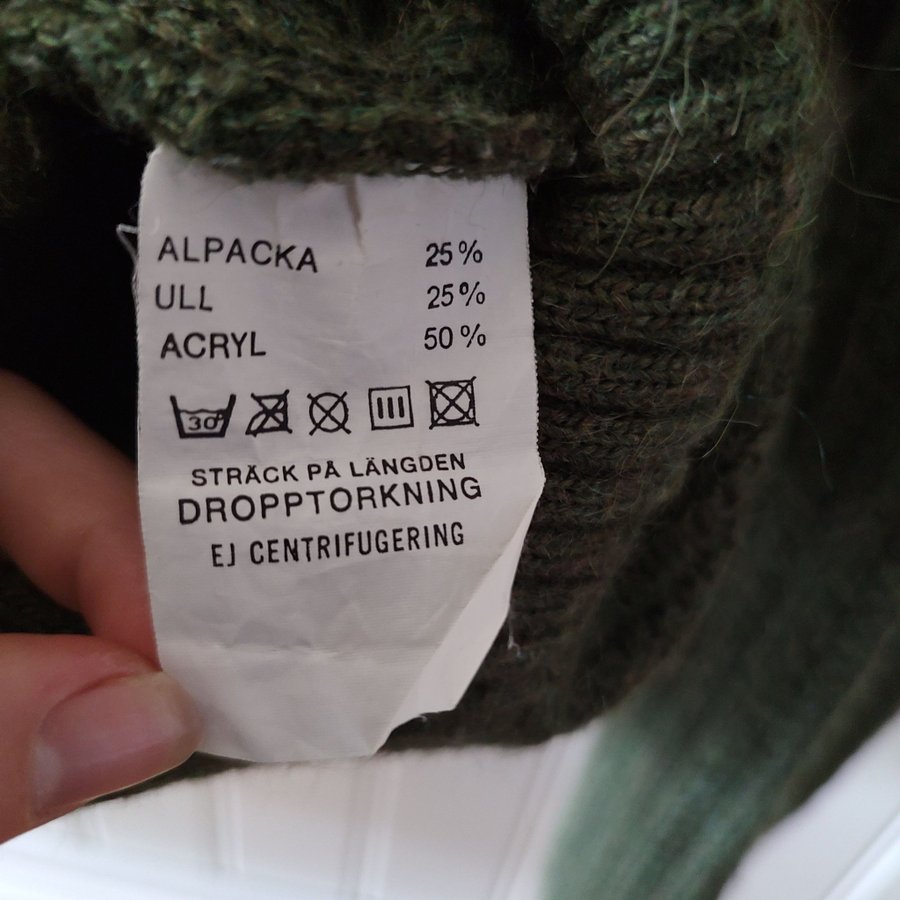 ALPACKA 25%
ULL 25%
ACRYL 50%
30°
STRÄCK PÅ LÄNGDEN
DROPPTORKNING
EJ CENTRIFUGERING